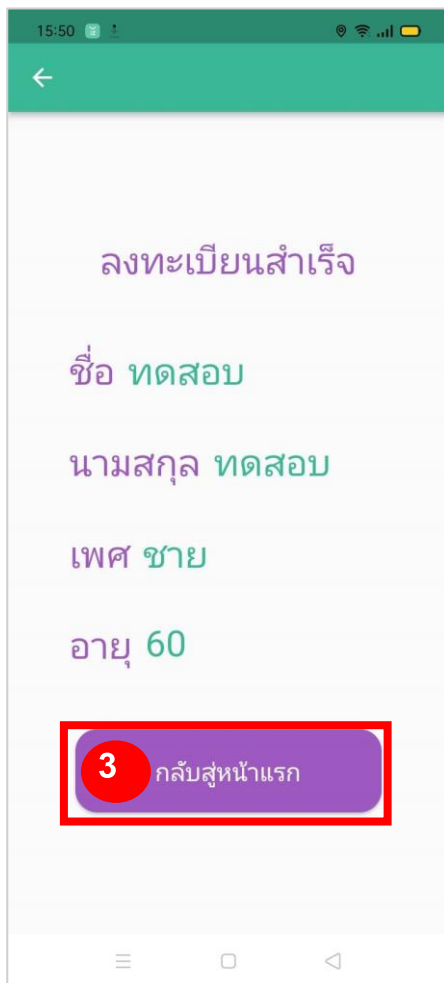 15:50
ลงทะเบียนสำเร็จ
ชื่อ ทดสอบ
นามสกุล ทดสอบ
เพศ ชาย
อายุ 60
3 กลับสู่หน้าแรก